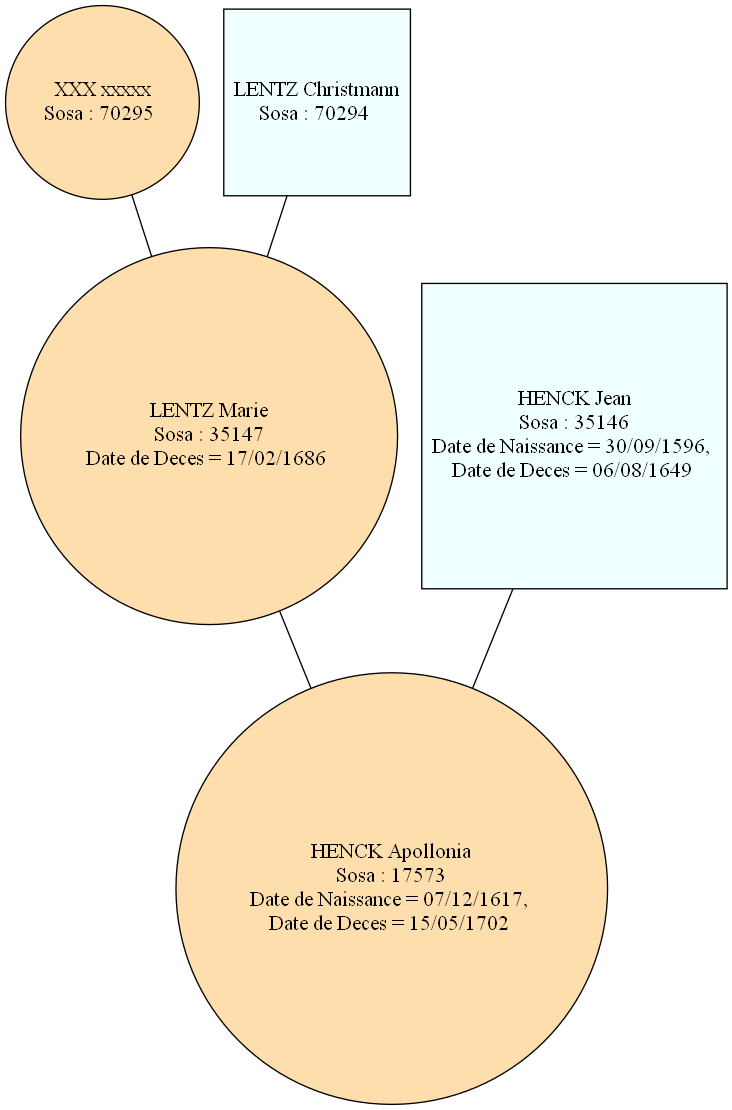 XXX xxxxx
Sosa : 70295
LENTZ Christmann
Sosa : 70294
LENTZ Marie
Sosa : 35147
Date de Deces = 17/02/1686
HENCK Jean
Sosa : 35146
Date de Naissance = 30/09/1596,
Date de Deces = 06/08/1649
HENCK Apollonia
Sosa : 17573
Date de Naissance = 07/12/1617,
Date de Deces = 15/05/1702